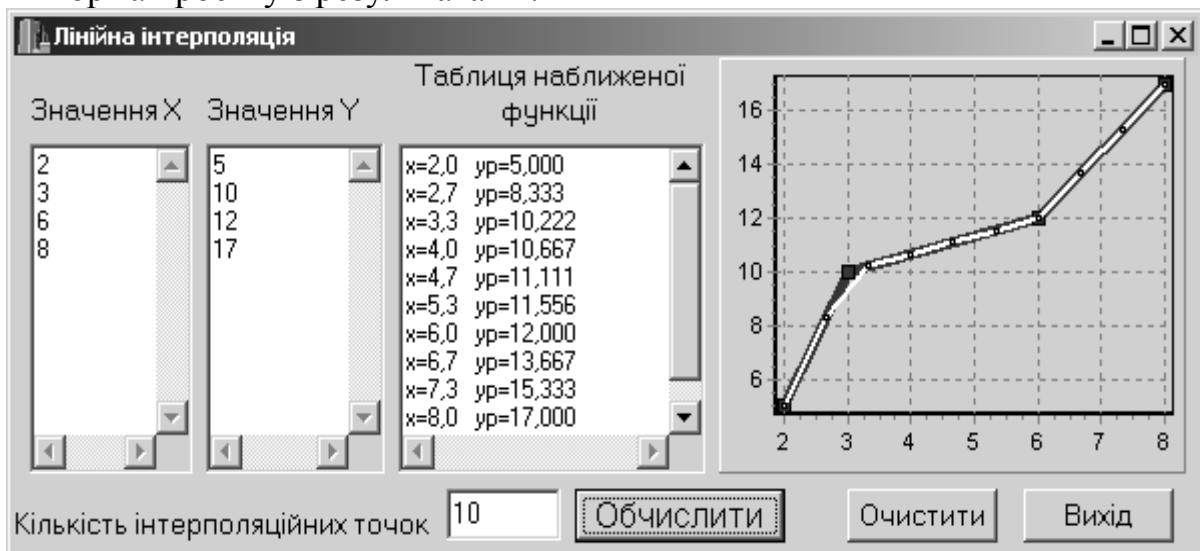 Лінійна інтерполяція
Значення X
Значення Y
Таблиця наближеної
функції
2
3
6
8
5
10
12
17
x=2,0 yp=5,000
x=2,7 yp=8,333
x=3,3 yp=10,222
x=4,0 yp=10,667
x=4,7 yp=11,111
x=5,3 yp=11,556
x=6,0 yp=12,000
x=6,7 yp=13,667
x=7,3 yp=15,333
x=8,0 yp=17,000
16
14
12
10
8
6
2 3 4 5 6 7 8
Кількість інтерполяційних точок 10 Обчислити Очистити Вихід